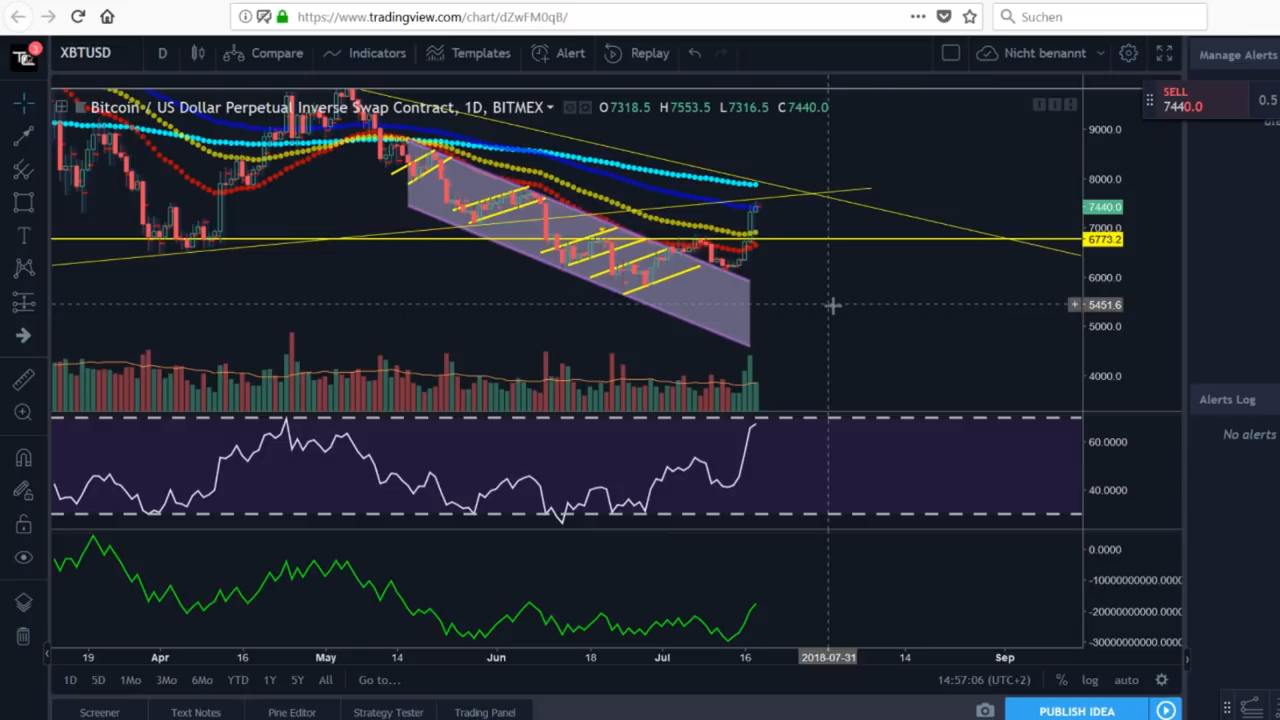 https://www.tradingview.com/chart/dZwFM0qB/
Suchen
3
XBTUSD
D
Compare
Indicators
Templates
Alert
Replay
Nicht benannt
Manage Alerts
Bitcoin / US Dollar Perpetual Inverse Swap Contract, 1D, BITMEX
O7318.5 H7553.5 L7316.5 C7440.0
SELL
7440.0
0.5
9000.0
8000.0
7440.0
7000.0
6773.2
6000.0
5451.6
5000.0
4000.0
Alerts Log
No alerts
60.0000
40.0000
0.0000
-10000000000.0000
-20000000000.0000
-30000000000.0000
19
Apr
16
May
14
Jun
18
Jul
16
2018-07-31
14
Sep
1D
5D
1Mo
3Mo
6Mo
YTD
1Y
5Y
All
Go to...
14:57:06 (UTC+2)
%
log
auto
Screener
Text Notes
Pine Editor
Strategy Tester
Trading Panel
PUBLISH IDEA